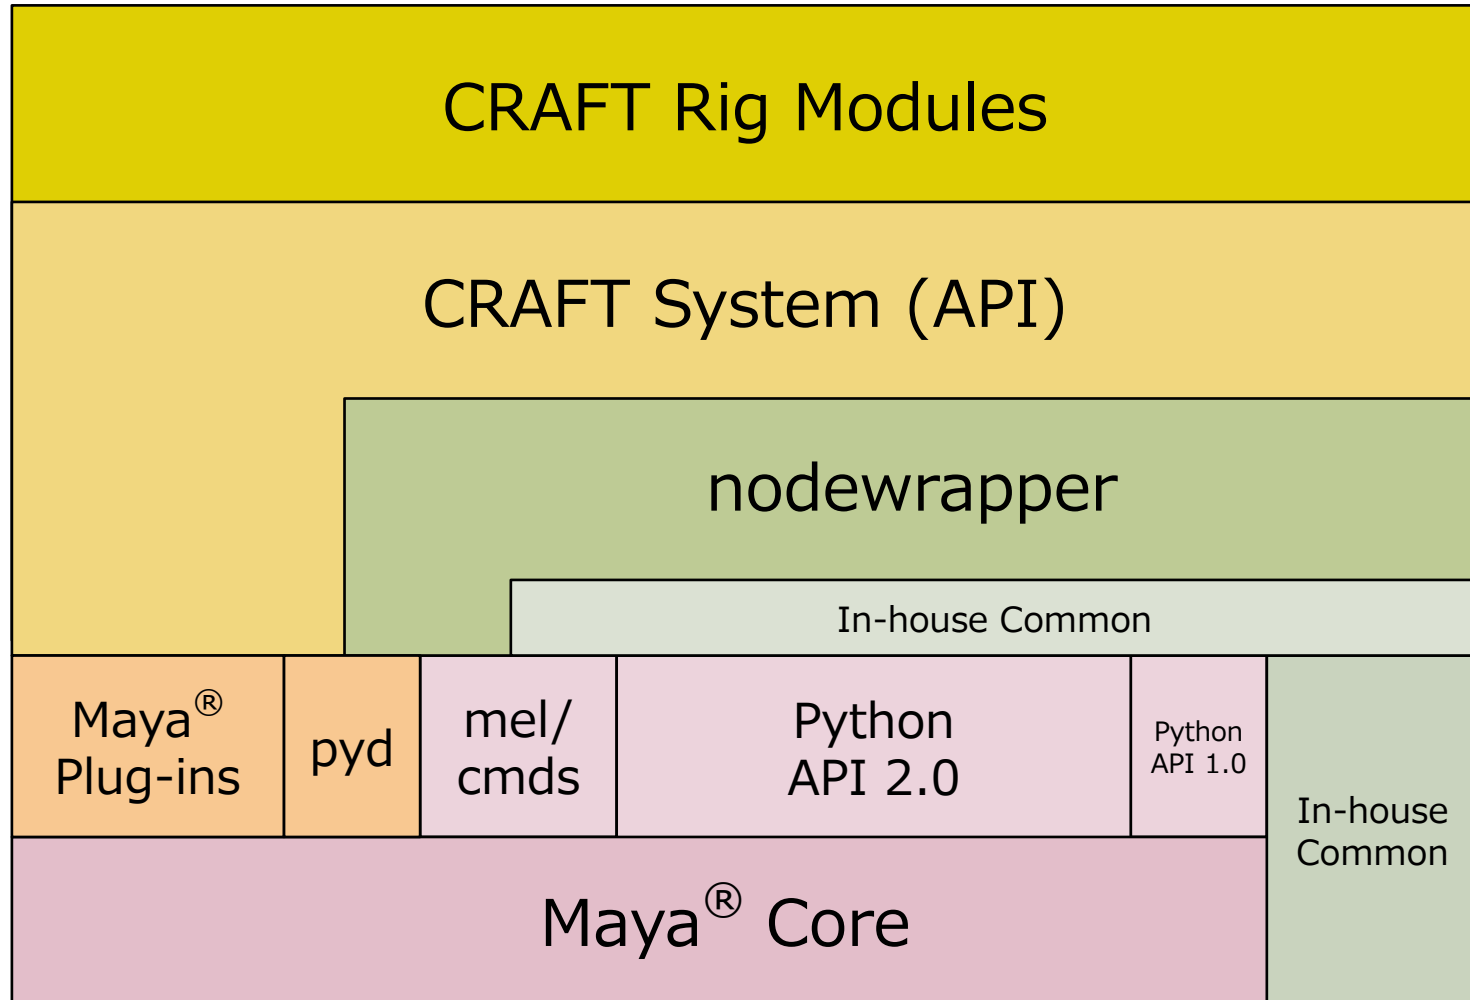 CRAFT Rig Modules
CRAFT System (API)
nodewrapper
In-house Common
Maya®
Plug-ins
pyd
mel/
cmds
Python
API 2.0
Python
API 1.0
In-house
Common
Maya® Core